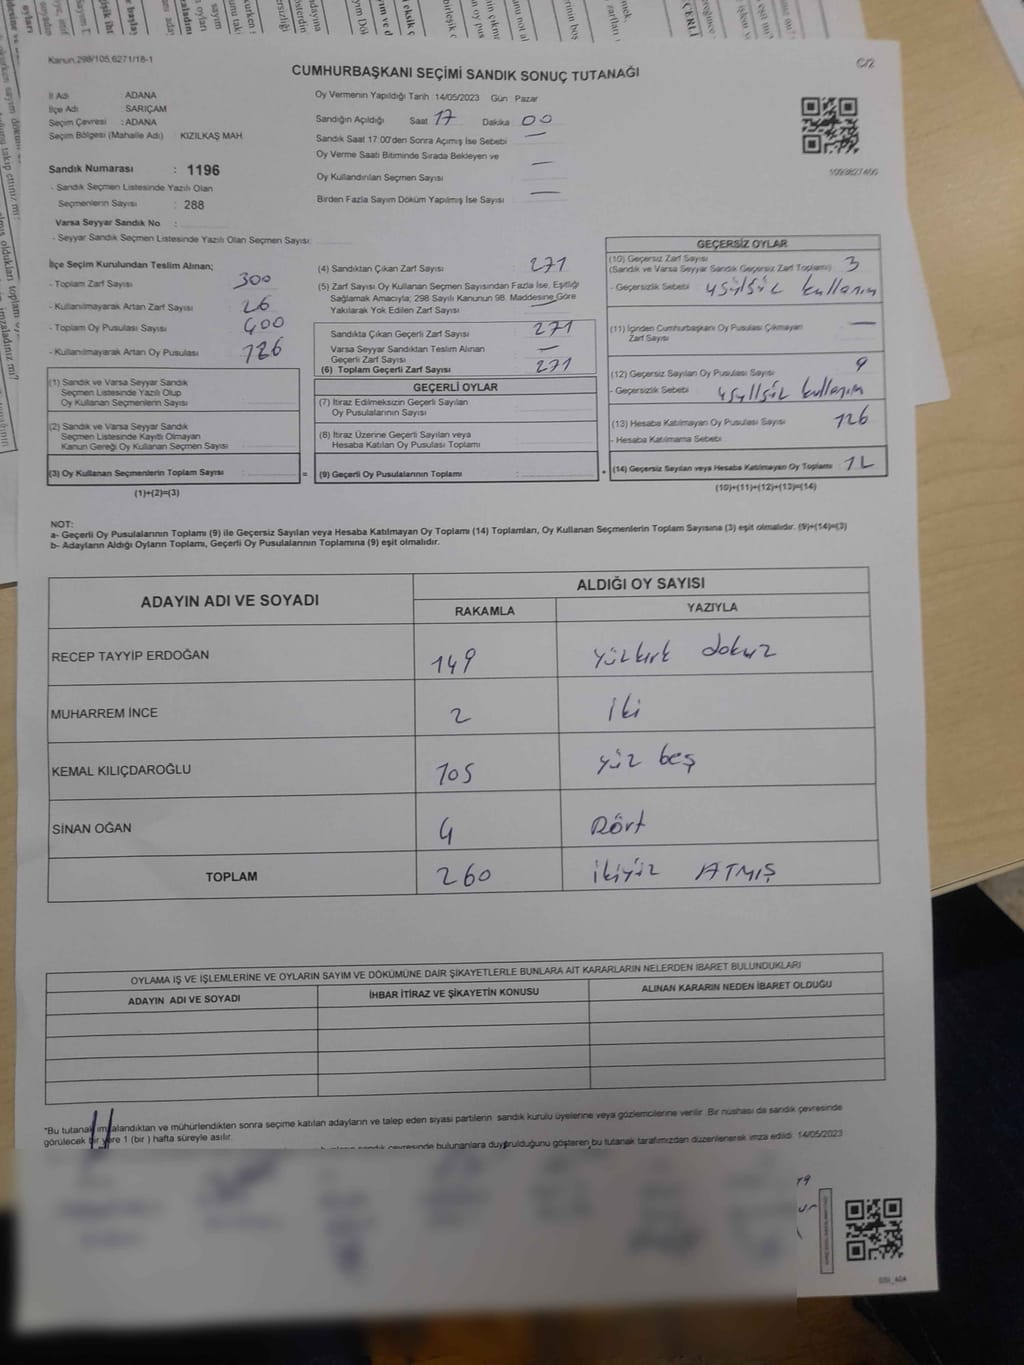 Kanun.298/105,6271/18-1
C/2
CUMHURBAŞKANI SEÇİMİ SANDIK SONUÇ TUTANAĞI
İl Adı : ADANA
İlçe Adı : SARIÇAM
Seçim Çevresi : ADANA
Seçim Bölgesi (Mahalle Adı) : KIZILKAŞ MAH
Sandık Numarası : 1196
- Sandık Seçmen Listesinde Yazılı Olan
Seçmenlerin Sayısı : 288
Varsa Seyyar Sandık No :
- Seyyar Sandık Seçmen Listesinde Yazılı Olan Seçmen Sayısı:
Oy Vermenin Yapıldığı Tarih :14/05/2023 Gün Pazar
Sandığın Açıldığı Saat 17 Dakika 00
Sandık Saat 17:00'den Sonra Açımış İse Sebebi —
Oy Verme Saati Bitiminde Sırada Bekleyen ve
Oy Kullandırılan Seçmen Sayısı —
Birden Fazla Sayım Döküm Yapılmış İse Sayısı —
İlçe Seçim Kurulundan Teslim Alınan;
- Toplam Zarf Sayısı 300
- Kullanılmayarak Artan Zarf Sayısı 26
- Toplam Oy Pusulası Sayısı 400
- Kullanılmayarak Artan Oy Pusulası 126
(4) Sandıktan Çıkan Zarf Sayısı : 271
(5) Zarf Sayısı Oy Kullanan Seçmen Sayısından Fazla İse, Eşitliği
Sağlamak Amacıyla; 298 Sayılı Kanunun 98. Maddesine Göre
Yakılarak Yok Edilen Zarf Sayısı —
Sandıkta Çıkan Geçerli Zarf Sayısı : 271
Varsa Seyyar Sandıktan Teslim Alınan
Geçerli Zarf Sayısı —
(6) Toplam Geçerli Zarf Sayısı : 271
GEÇERSİZ OYLAR
(10) Geçersiz Zarf Sayısı
(Sandık ve Varsa Seyyar Sandık Geçersiz Zarf Toplamı) 3
- Geçersizlik Sebebi usülsüz kullanım
(11) İçinden Cumhurbaşkanı Oy Pusulası Çıkmayan
Zarf Sayısı —
(12) Geçersiz Sayılan Oy Pusulası Sayısı 9
- Geçersizlik Sebebi usülsüz kullanım
(13) Hesaba Katılmayan Oy Pusulası Sayısı 126
- Hesaba Katılmama Sebebi
(14) Geçersiz Sayılan veya Hesaba Katılmayan Oy Toplamı :
(10)+(11)+(12)+(13)=(14)
(1) Sandık ve Varsa Seyyar Sandık
Seçmen Listesinde Yazılı Olup
Oy Kullanan Seçmenlerin Sayısı
(2) Sandık ve Varsa Seyyar Sandık
Seçmen Listesinde Kayıtlı Olmayan
Kanun Gereği Oy Kullanan Seçmen Sayısı
(3) Oy Kullanan Seçmenlerin Toplam Sayısı : =
(1)+(2)=(3)
GEÇERLİ OYLAR
(7) İtiraz Edilmeksizin Geçerli Sayılan
Oy Pusulalarının Sayısı
(8) İtiraz Üzerine Geçerli Sayılan veya
Hesaba Katılan Oy Pusulası Toplamı
(9) Geçerli Oy Pusulalarının Toplamı : +
NOT:
a- Geçerli Oy Pusulalarının Toplamı (9) ile Geçersiz Sayılan veya Hesaba Katılmayan Oy Toplamı (14) Toplamları, Oy Kullanan Seçmenlerin Toplam Sayısına (3) eşit olmalıdır. (9)+(14)=(3)
b- Adayların Aldığı Oyların Toplamı, Geçerli Oy Pusulalarının Toplamına (9) eşit olmalıdır.
ADAYIN ADI VE SOYADI ALDIĞI OY SAYISI
RAKAMLA YAZIYLA
RECEP TAYYİP ERDOĞAN 149 yüzkırk dokuz
MUHARREM İNCE 2 iki
KEMAL KILIÇDAROĞLU 105 yüz beş
SİNAN OĞAN 4 Dört
TOPLAM 260 ikiyüz ATMIŞ
OYLAMA İŞ VE İŞLEMLERİNE VE OYLARIN SAYIM VE DÖKÜMÜNE DAİR ŞİKAYETLERLE BUNLARA AİT KARARLARIN NELERDEN İBARET BULUNDUKLARI
ADAYIN ADI VE SOYADI İHBAR İTİRAZ VE ŞİKAYETİN KONUSU ALINAN KARARIN NEDEN İBARET OLDUĞU
"Bu tutanak imzalandıktan ve mühürlendikten sonra seçime katılan adayların ve talep eden siyasi partilerin sandık kurulu üyelerine veya gözlemcilerine verilir. Bir nüshası da sandık çevresinde
görülecek bir yere 1 (bir ) hafta süreyle asılır.
sandık çevresinde bulunanlara duyurulduğunu gösteren bu tutanak tarafımızdan düzenlenerek imza edildi. 14/05/2023